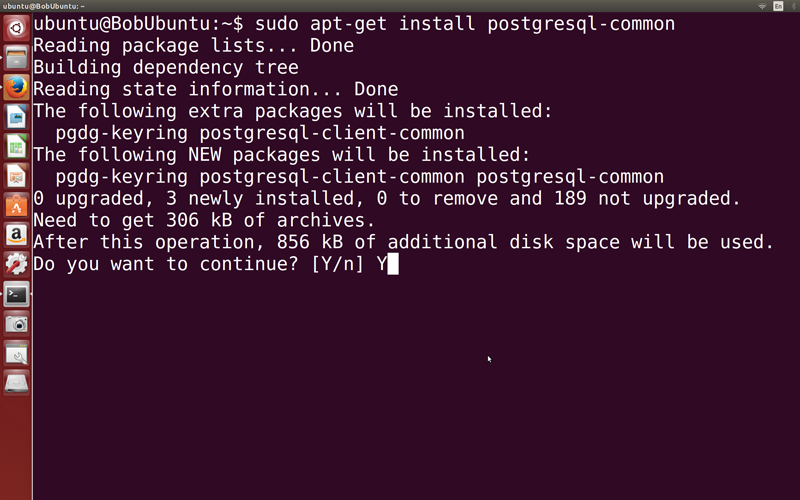 ubuntu@BobUbuntu: ~
En
ubuntu@BobUbuntu:~$ sudo apt-get install postgresql-common
Reading package lists... Done
Building dependency tree
Reading state information... Done
The following extra packages will be installed:
pgdg-keyring postgresql-client-common
The following NEW packages will be installed:
pgdg-keyring postgresql-client-common postgresql-common
0 upgraded, 3 newly installed, 0 to remove and 189 not upgraded.
Need to get 306 kB of archives.
After this operation, 856 kB of additional disk space will be used.
Do you want to continue? [Y/n] Y